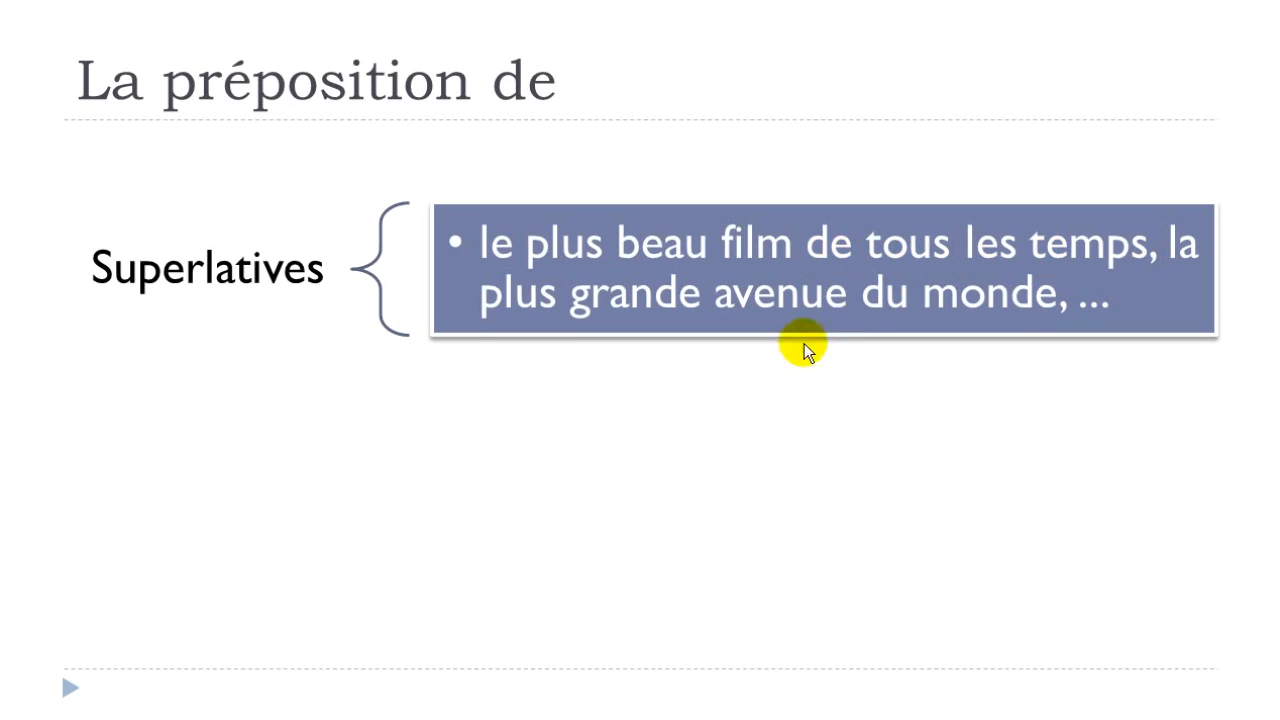 La préposition de
Superlatives
• le plus beau film de tous les temps, la
plus grande avenue du monde, ...